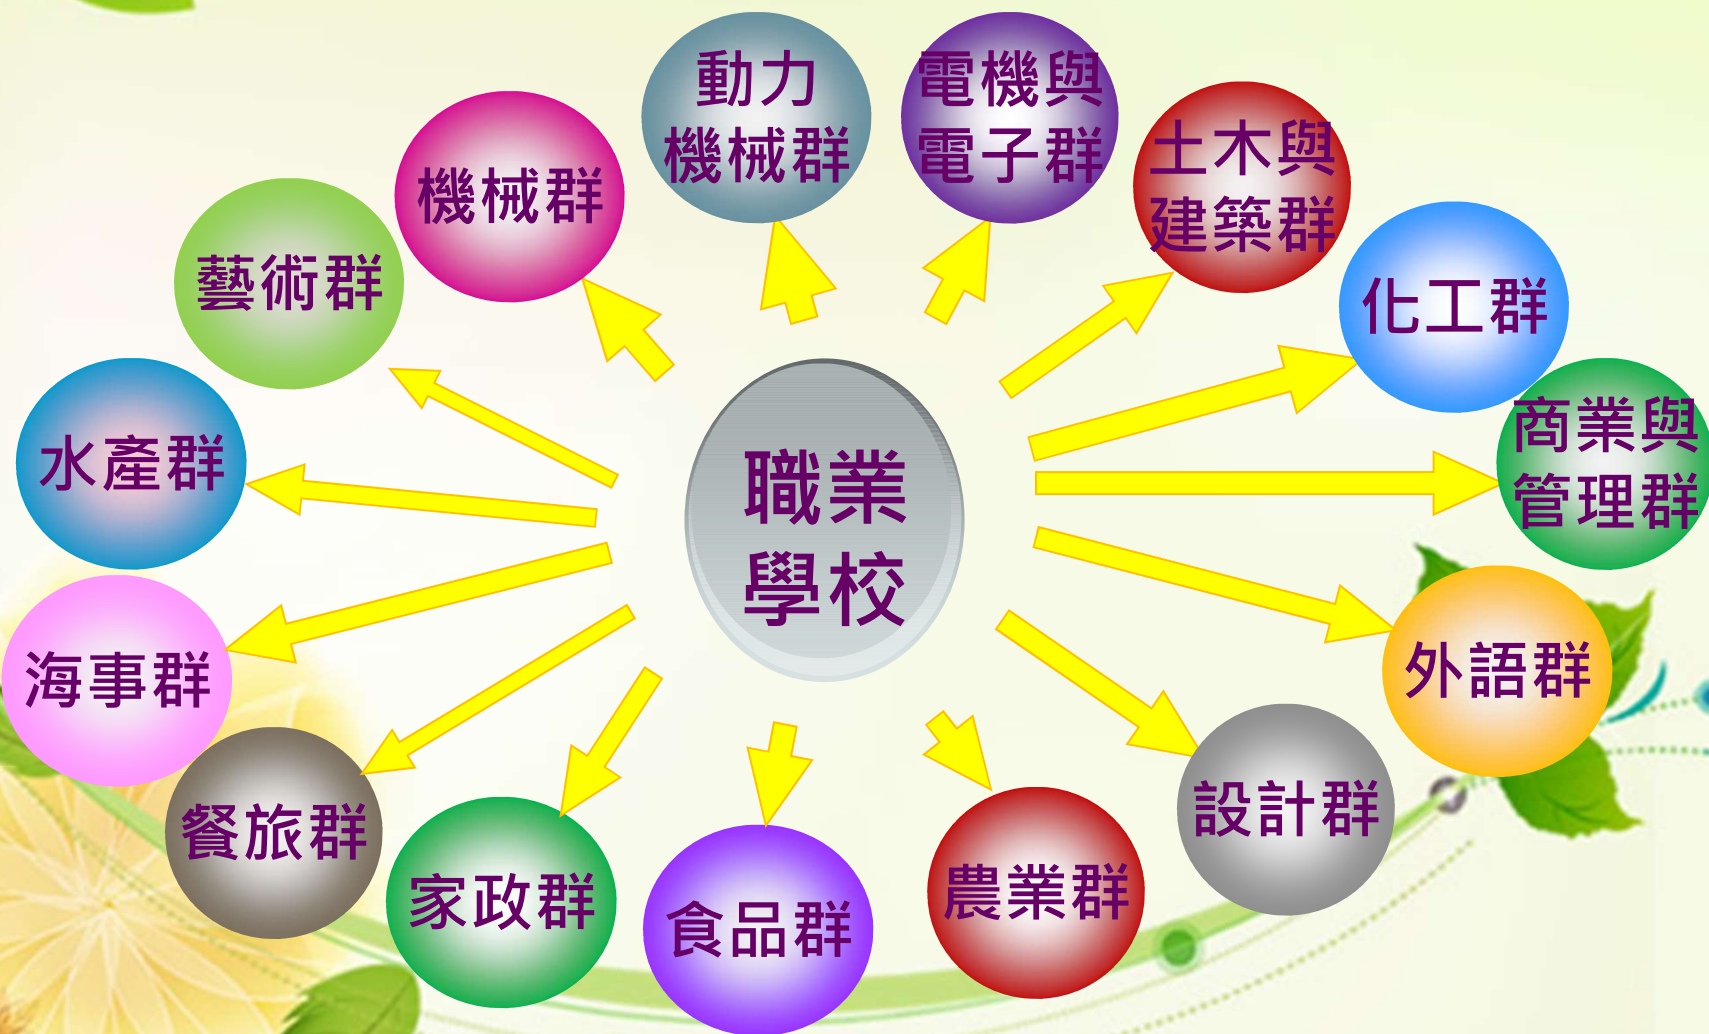 動力
機械群
電機與
電子群
土木與
建築群
機械群
藝術群
化工群
商業與
管理群
水產群
職業
學校
外語群
海事群
設計群
餐旅群
家政群
食品群
農業群